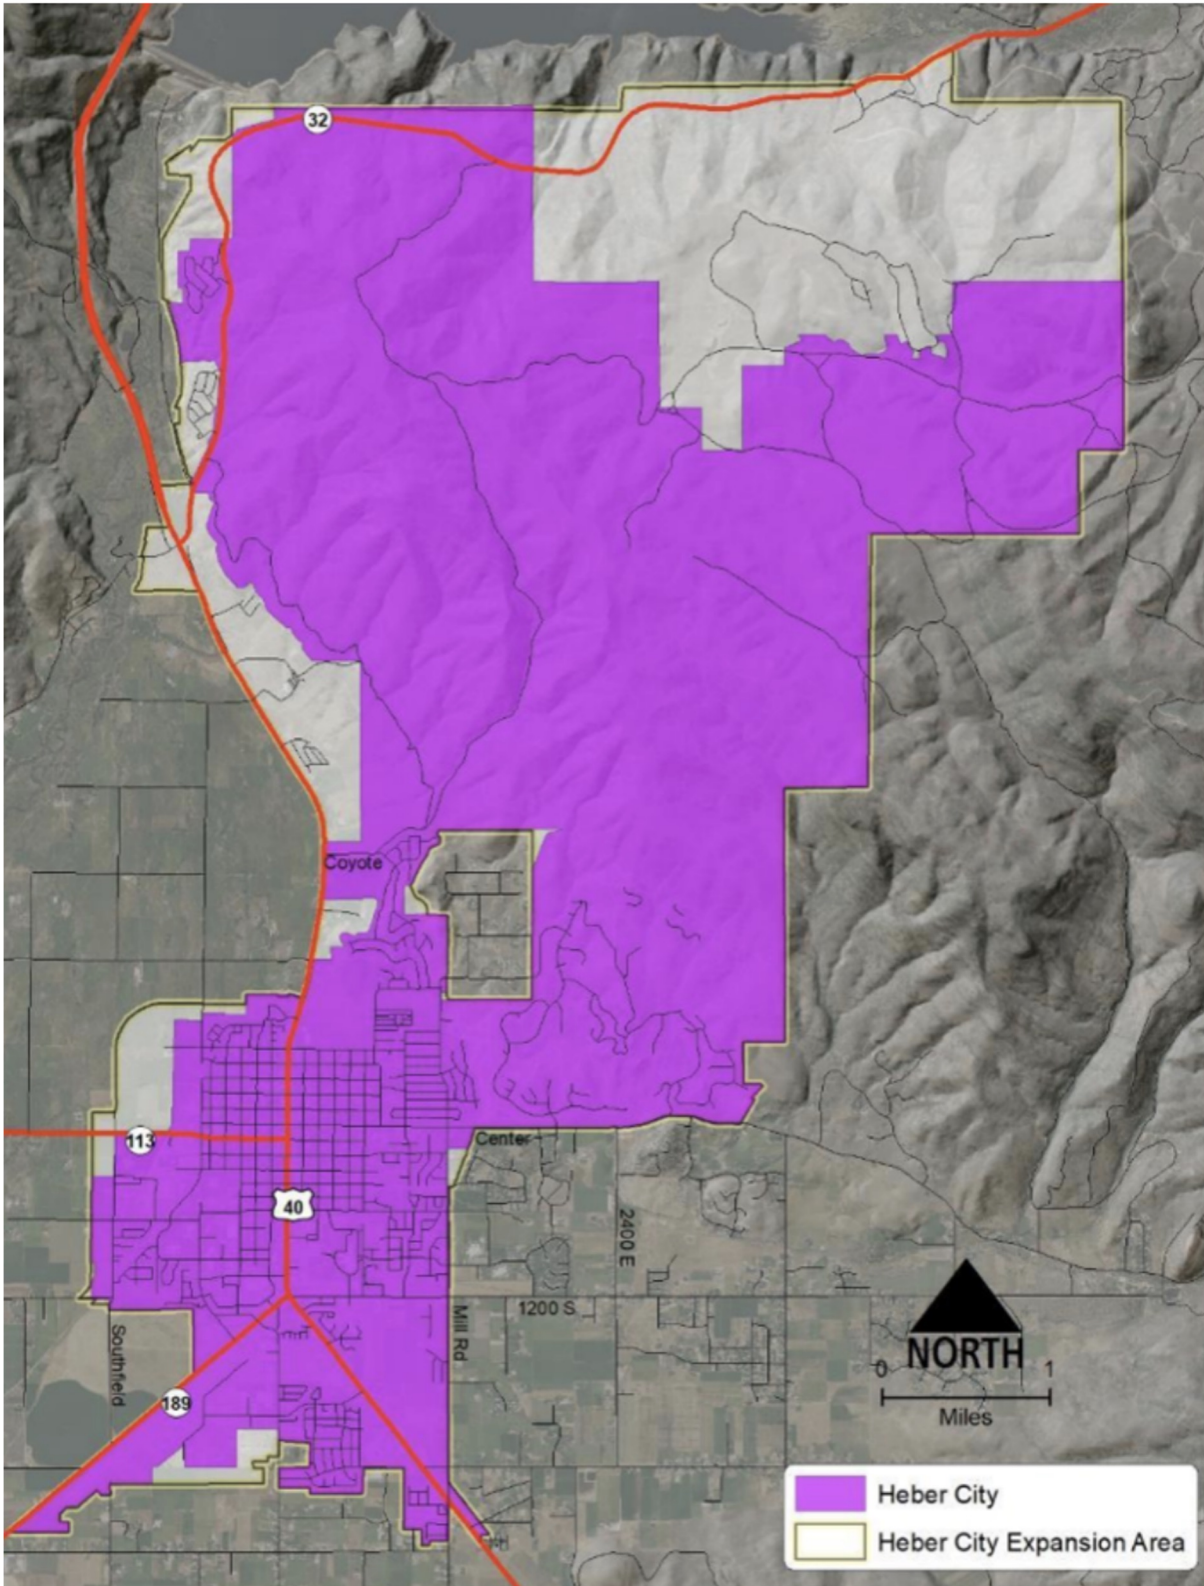 32
Coyote
113
Center
40
2400 E
1200 S
Mill Rd
Southfield
NORTH
0 1
189
Miles
Heber City
Heber City Expansion Area